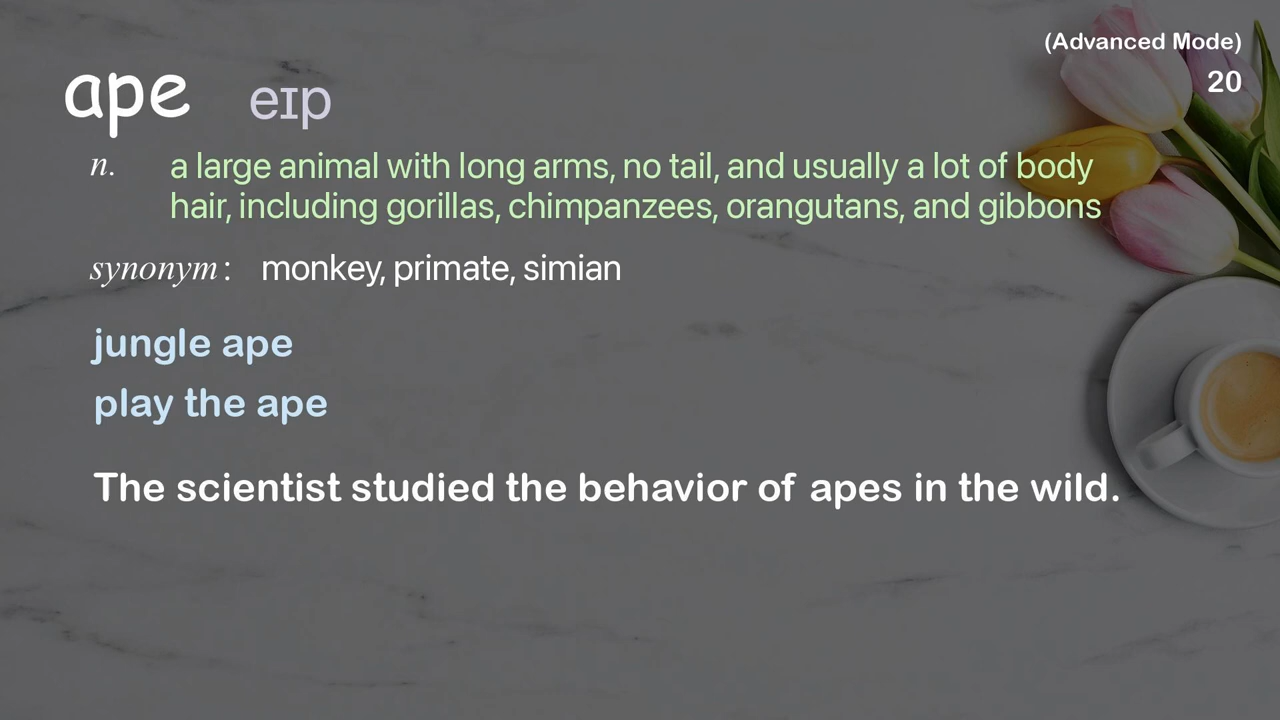 (Advanced Mode)
20
ape eɪp
n. a large animal with long arms, no tail, and usually a lot of body
hair, including gorillas, chimpanzees, orangutans, and gibbons
synonym: monkey, primate, simian
jungle ape
play the ape
The scientist studied the behavior of apes in the wild.